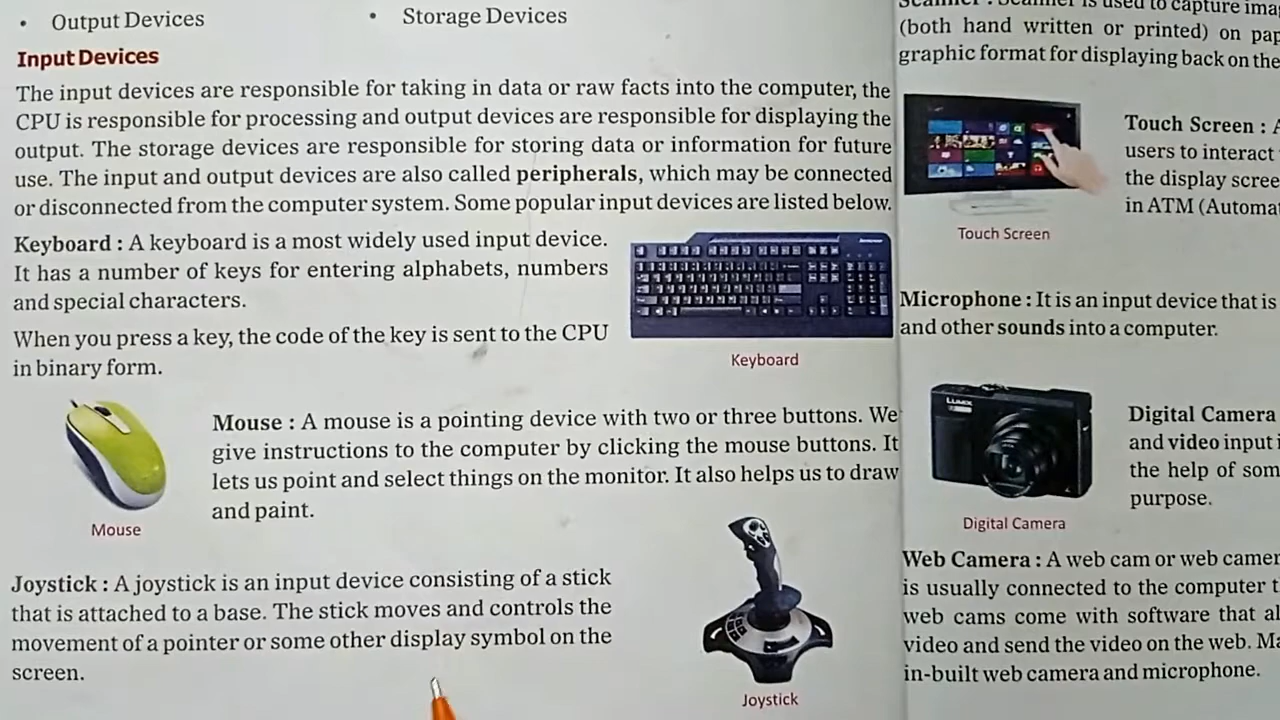 • Output Devices
• Storage Devices
Input Devices
The input devices are responsible for taking in data or raw facts into the computer, the
CPU is responsible for processing and output devices are responsible for displaying the
output. The storage devices are responsible for storing data or information for future
use. The input and output devices are also called peripherals, which may be connected
or disconnected from the computer system. Some popular input devices are listed below.
Keyboard : A keyboard is a most widely used input device.
It has a number of keys for entering alphabets, numbers
and special characters.
When you press a key, the code of the key is sent to the CPU
in binary form.
Keyboard
Mouse : A mouse is a pointing device with two or three buttons. We
give instructions to the computer by clicking the mouse buttons. It
lets us point and select things on the monitor. It also helps us to draw
and paint.
Mouse
Joystick : A joystick is an input device consisting of a stick
that is attached to a base. The stick moves and controls the
movement of a pointer or some other display symbol on the
screen.
Joystick
Scanner : Scanner is used to capture ima
(both hand written or printed) on pap
graphic format for displaying back on the
Touch Screen : A
users to interact
the display scree
in ATM (Automat
Touch Screen
Microphone : It is an input device that is
and other sounds into a computer.
LUMIX
Digital Camera
and video input i
the help of som
purpose.
Digital Camera
Web Camera : A web cam or web camer
is usually connected to the computer t
web cams come with software that al
video and send the video on the web. Ma
in-built web camera and microphone.